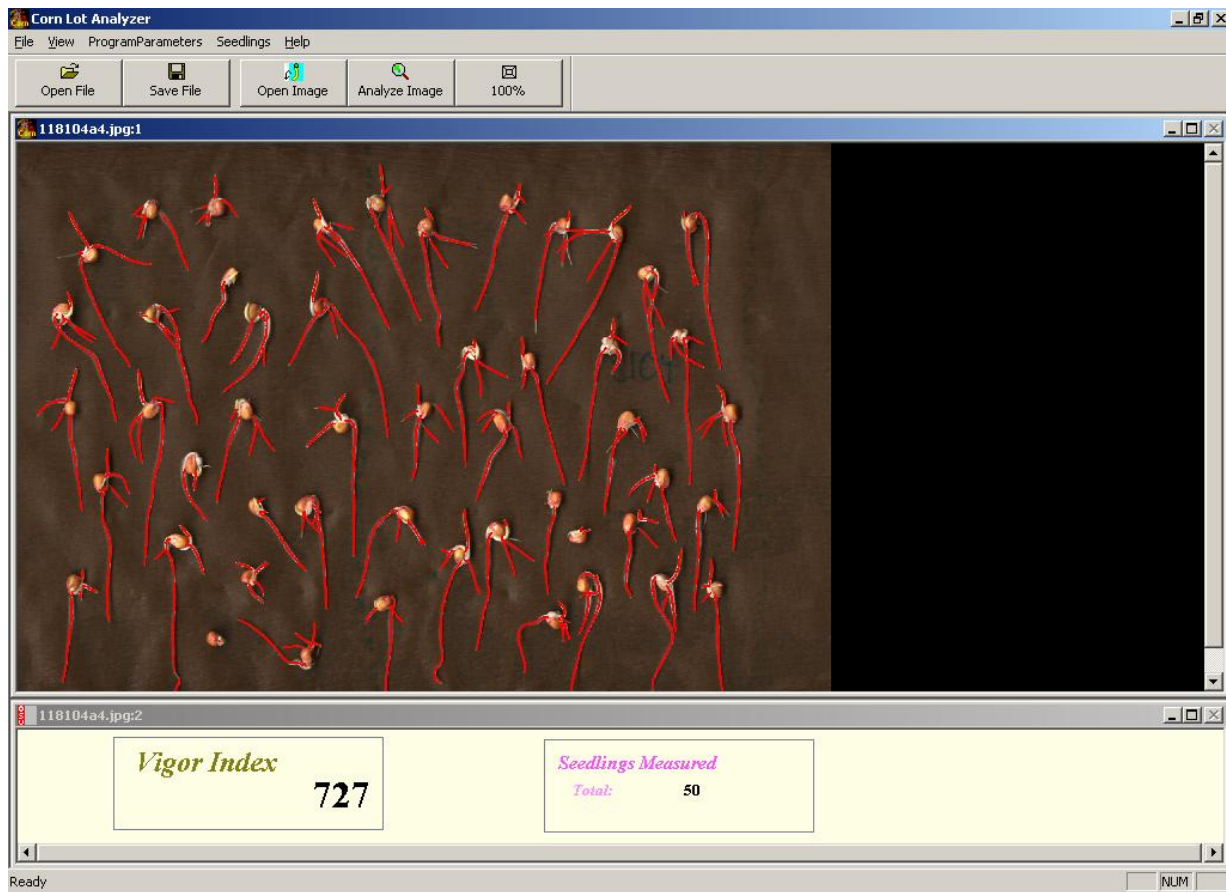 Corn Lot Analyzer
File View ProgramParameters Seedlings Help
Open File Save File Open Image Analyze Image 100%
Corn 118104a4.jpg:1
118104a4.jpg:2
Vigor Index
727
Seedlings Measured
Total: 50
Ready NUM